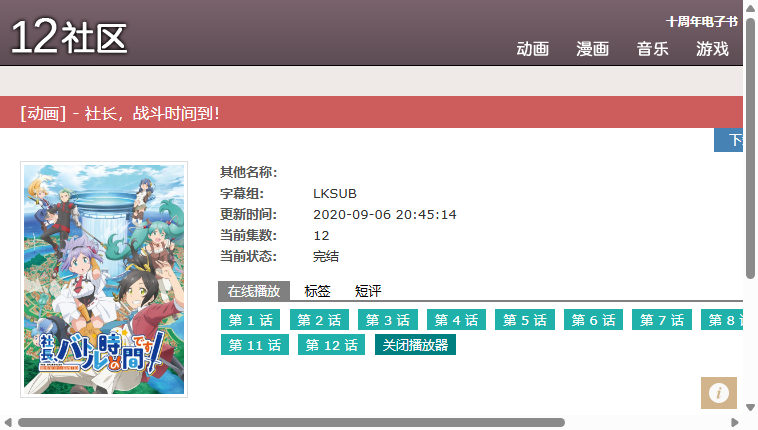 12社区
十周年电子书
动画 漫画 音乐 游戏
[动画] - 社长，战斗时间到！
其他名称：
字幕组： LKSUB
更新时间： 2020-09-06 20:45:14
当前集数： 12
当前状态： 完结
在线播放 标签 短评
第 1 话 第 2 话 第 3 话 第 4 话 第 5 话 第 6 话 第 7 话 第 8
第 11 话 第 12 话 关闭播放器
社長、バトルの時間です！
i